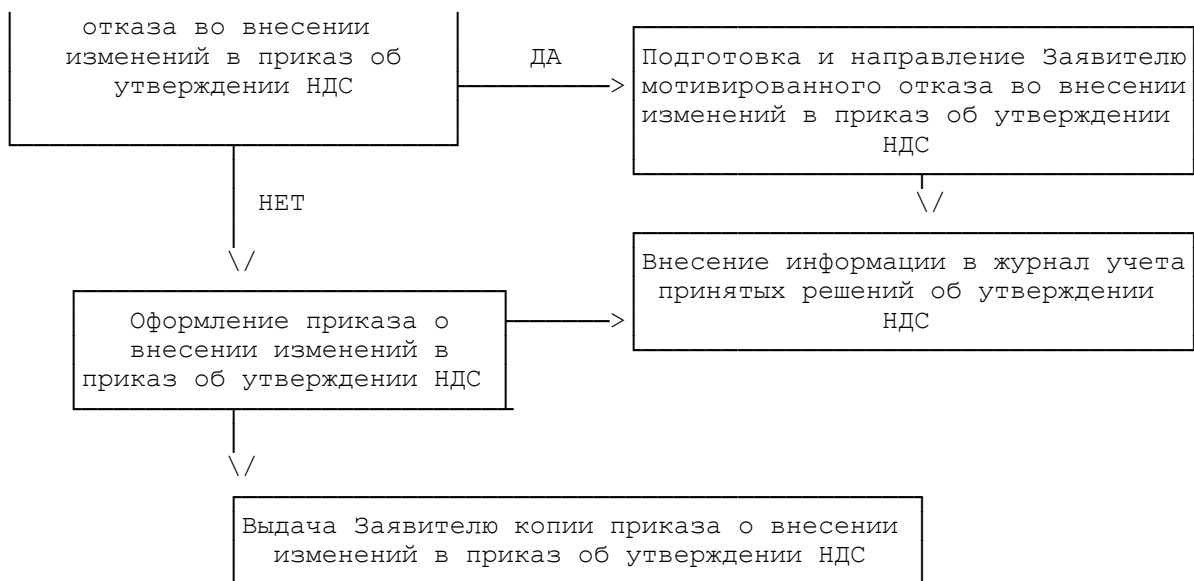 отказа во внесении
изменений в приказ об
утверждении НДС
ДА
Подготовка и направление Заявителю
мотивированного отказа во внесении
изменений в приказ об утверждении
НДС
НЕТ
\/
\/
Внесение информации в журнал учета
принятых решений об утверждении
НДС
Оформление приказа о
внесении изменений в
приказ об утверждении НДС
\/
Выдача Заявителю копии приказа о внесении
изменений в приказ об утверждении НДС